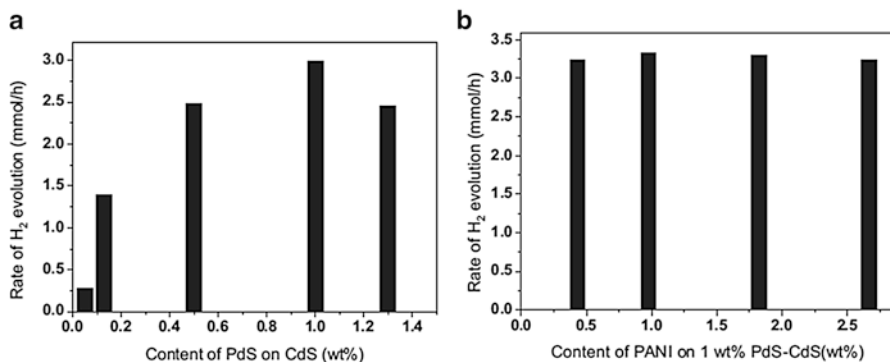 a
3.0
2.5
2.0
1.5
1.0
0.5
0.0
Rate of H₂ evolution (mmol/h)
0.0 0.2 0.4 0.6 0.8 1.0 1.2 1.4
Content of PdS on CdS (wt%)
b
3.5
3.0
2.5
2.0
1.5
1.0
0.5
0.0
Rate of H₂ evolution (mmol/h)
0.0 0.5 1.0 1.5 2.0 2.5
Content of PANI on 1 wt% PdS-CdS(wt%)